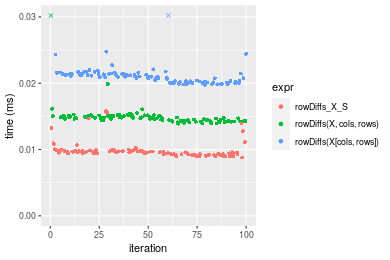 0.03
0.02
0.01
0.00
time (ms)
0
25
50
75
100
iteration
expr
rowDiffs_X_S
rowDiffs(X, cols, rows)
rowDiffs(X[cols, rows])